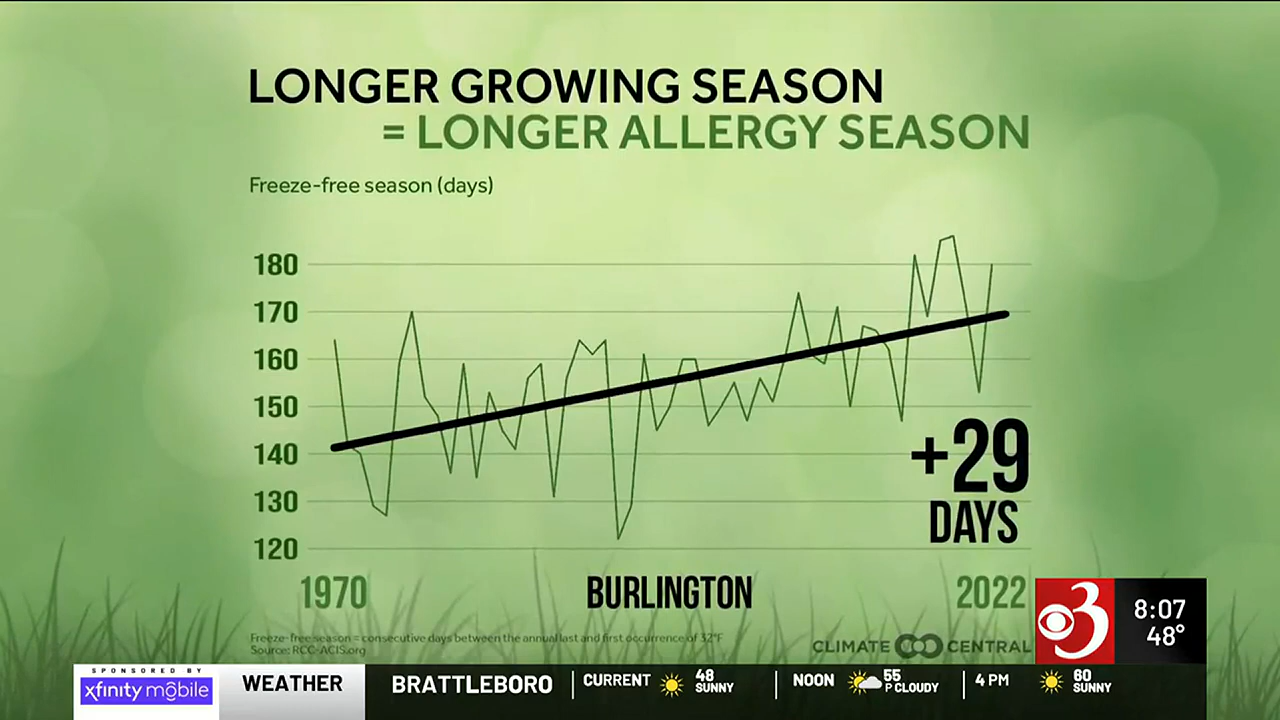 LONGER GROWING SEASON
= LONGER ALLERGY SEASON
Freeze-free season (days)
180
170
160
150
140
130
120
+29
DAYS
1970 BURLINGTON 2022
Freeze-free season = consecutive days between the annual last and first occurrence of 32°F
Source: RCC-ACIS.org
CLIMATE CENTRAL
3
8:07
48°
SPONSORED BY
xfinity mobile
WEATHER
BRATTLEBORO
CURRENT
48
SUNNY
NOON
55
P CLOUDY
4 PM
60
SUNNY